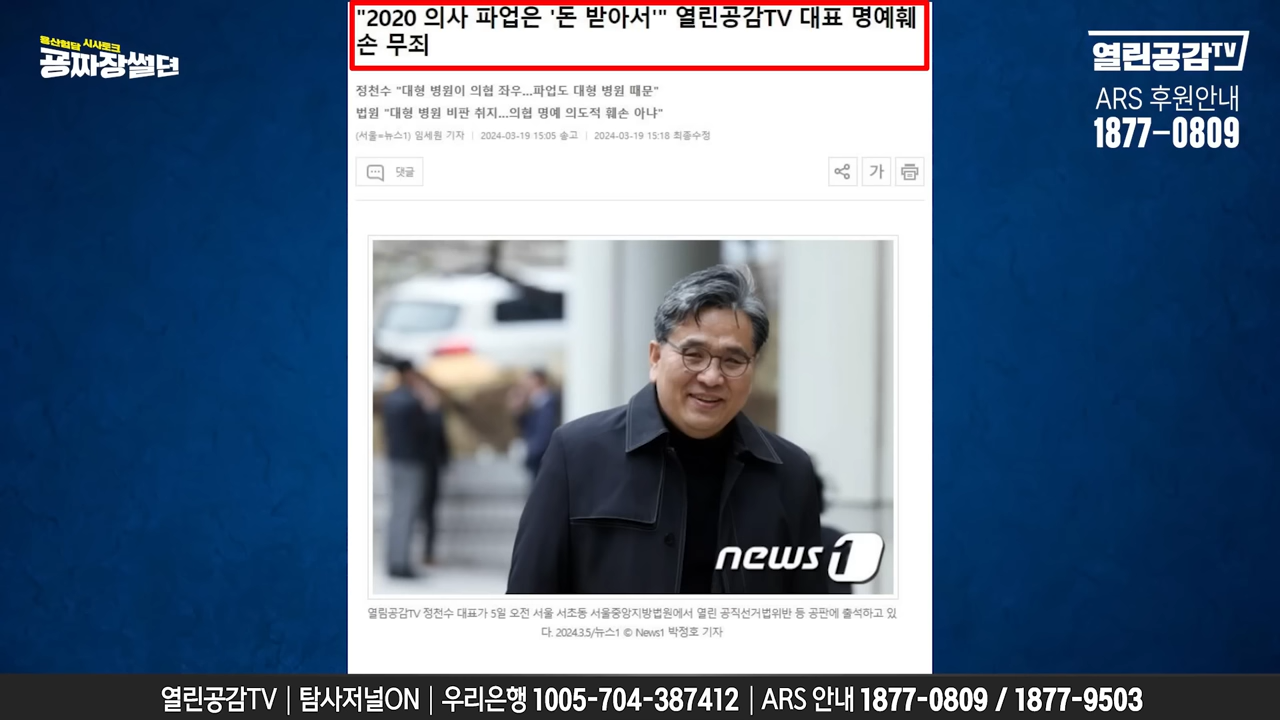 용산협담 시사토크
쫑짜장썰뎐
"2020 의사 파업은 '돈 받아서'" 열린공감TV 대표 명예훼
손 무죄
정천수 "대형 병원이 의협 좌우...파업도 대형 병원 때문"
법원 "대형 병원 비판 취지...의협 명예 의도적 훼손 아냐"
(서울=뉴스1) 임세원 기자 | 2024-03-19 15:05 송고 | 2024-03-19 15:18 최종수정
댓글
가
news1
열림공감TV 정천수 대표가 5일 오전 서울 서초동 서울중앙지방법원에서 열린 공직선거법위반 등 공판에 출석하고 있
다. 2024.3.5/뉴스1 © News1 박정호 기자
열린공감TV
ARS 후원안내
1877-0809
열린공감TV | 탐사저널ON | 우리은행 1005-704-387412 | ARS 안내 1877-0809 / 1877-9503